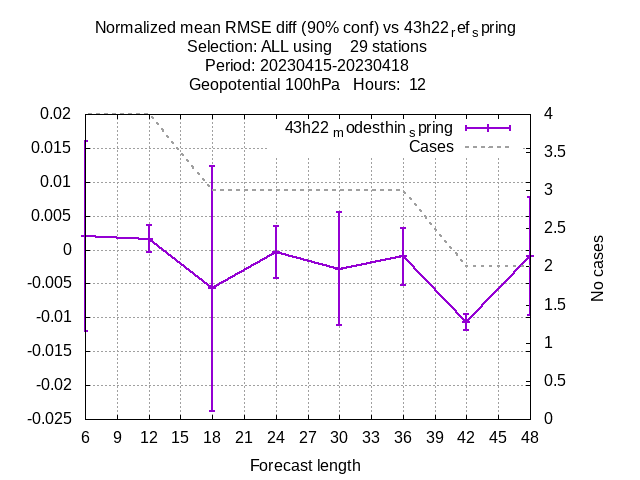 Normalized mean RMSE diff (90% conf) vs 43h22refspring
Selection: ALL using 29 stations
Period: 20230415-20230418
Geopotential 100hPa Hours: 12
43h22modesthinspring
Cases
0.02
0.015
0.01
0.005
0
-0.005
-0.01
-0.015
-0.02
-0.025
4
3.5
3
2.5
2
1.5
1
0.5
0
No cases
6 9 12 15 18 21 24 27 30 33 36 39 42 45 48
Forecast length